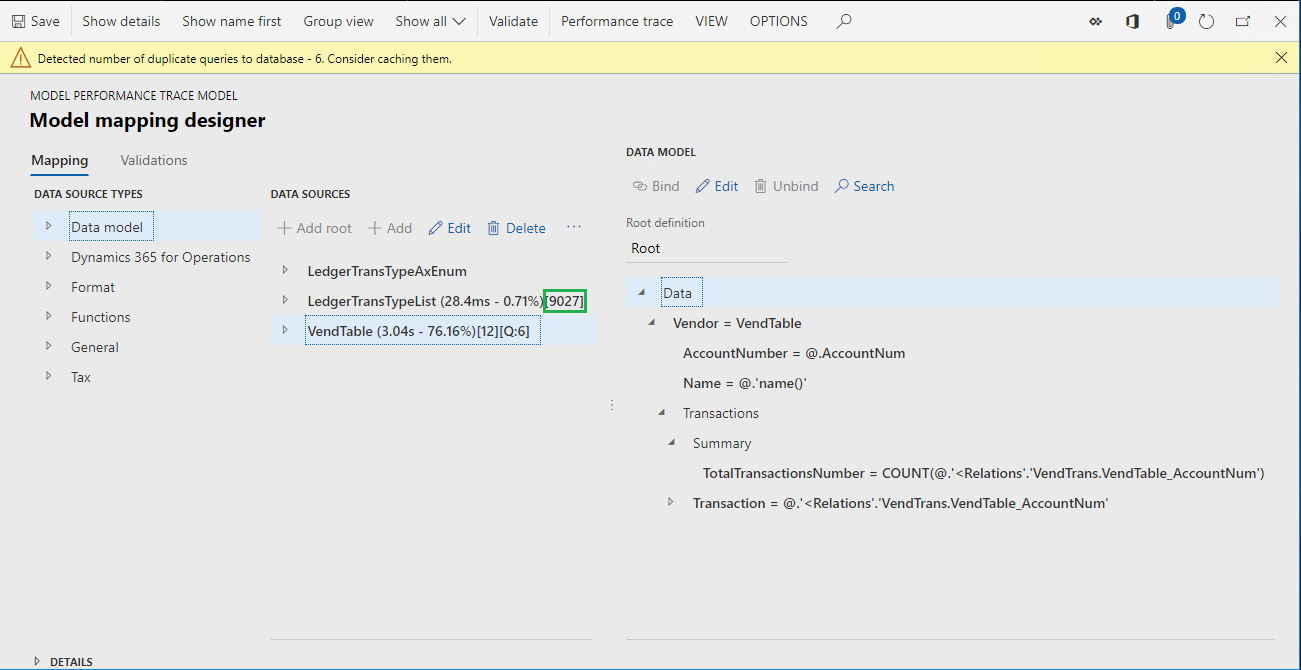 Save Show details Show name first Group view Show all Validate Performance trace VIEW OPTIONS 0
Detected number of duplicate queries to database - 6. Consider caching them.
MODEL PERFORMANCE TRACE MODEL
Model mapping designer
Mapping Validations
DATA SOURCE TYPES
Data model
Dynamics 365 for Operations
Format
Functions
General
Tax
DATA SOURCES
Add root Add Edit Delete ...
LedgerTransTypeAxEnum
LedgerTransTypeList (28.4ms - 0.71%)[9027]
VendTable (3.04s - 76.16%)[12][Q:6]
DATA MODEL
Bind Edit Unbind Search
Root definition
Root
Data
Vendor = VendTable
AccountNumber = @.AccountNum
Name = @.'name()'
Transactions
Summary
TotalTransactionsNumber = COUNT(@.'<Relations'.'VendTrans.VendTable_AccountNum')
Transaction = @.'<Relations'.'VendTrans.VendTable_AccountNum'
DETAILS